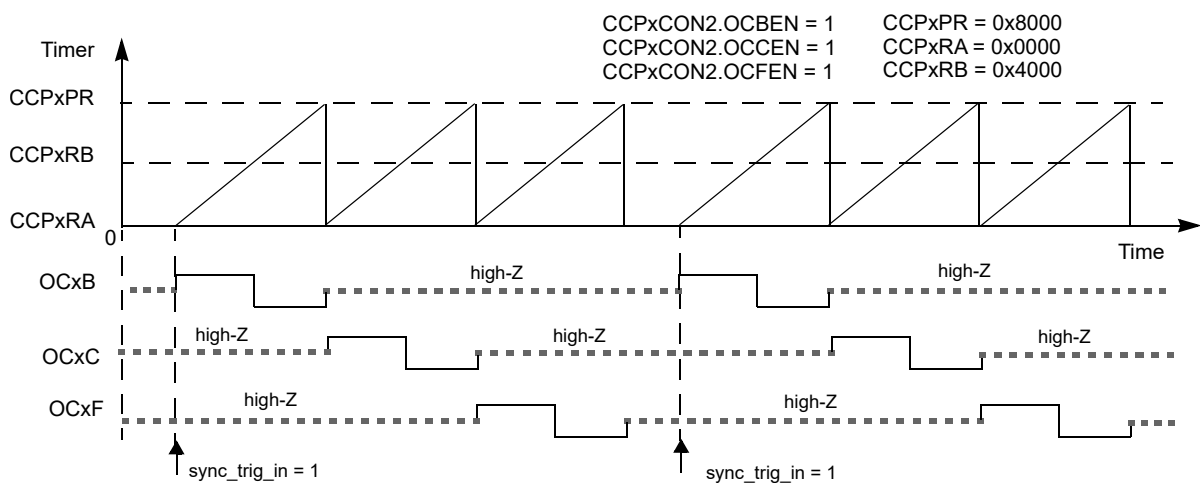 CCPxCON2.OCBEN = 1 CCPxPR = 0x8000
CCPxCON2.OCCEN = 1 CCPxRA = 0x0000
CCPxCON2.OCFEN = 1 CCPxRB = 0x4000
Timer
CCPxPR
CCPxRB
CCPxRA
0
Time
OCxB high-Z high-Z
OCxC high-Z high-Z high-Z
OCxF high-Z high-Z
sync_trig_in = 1 sync_trig_in = 1